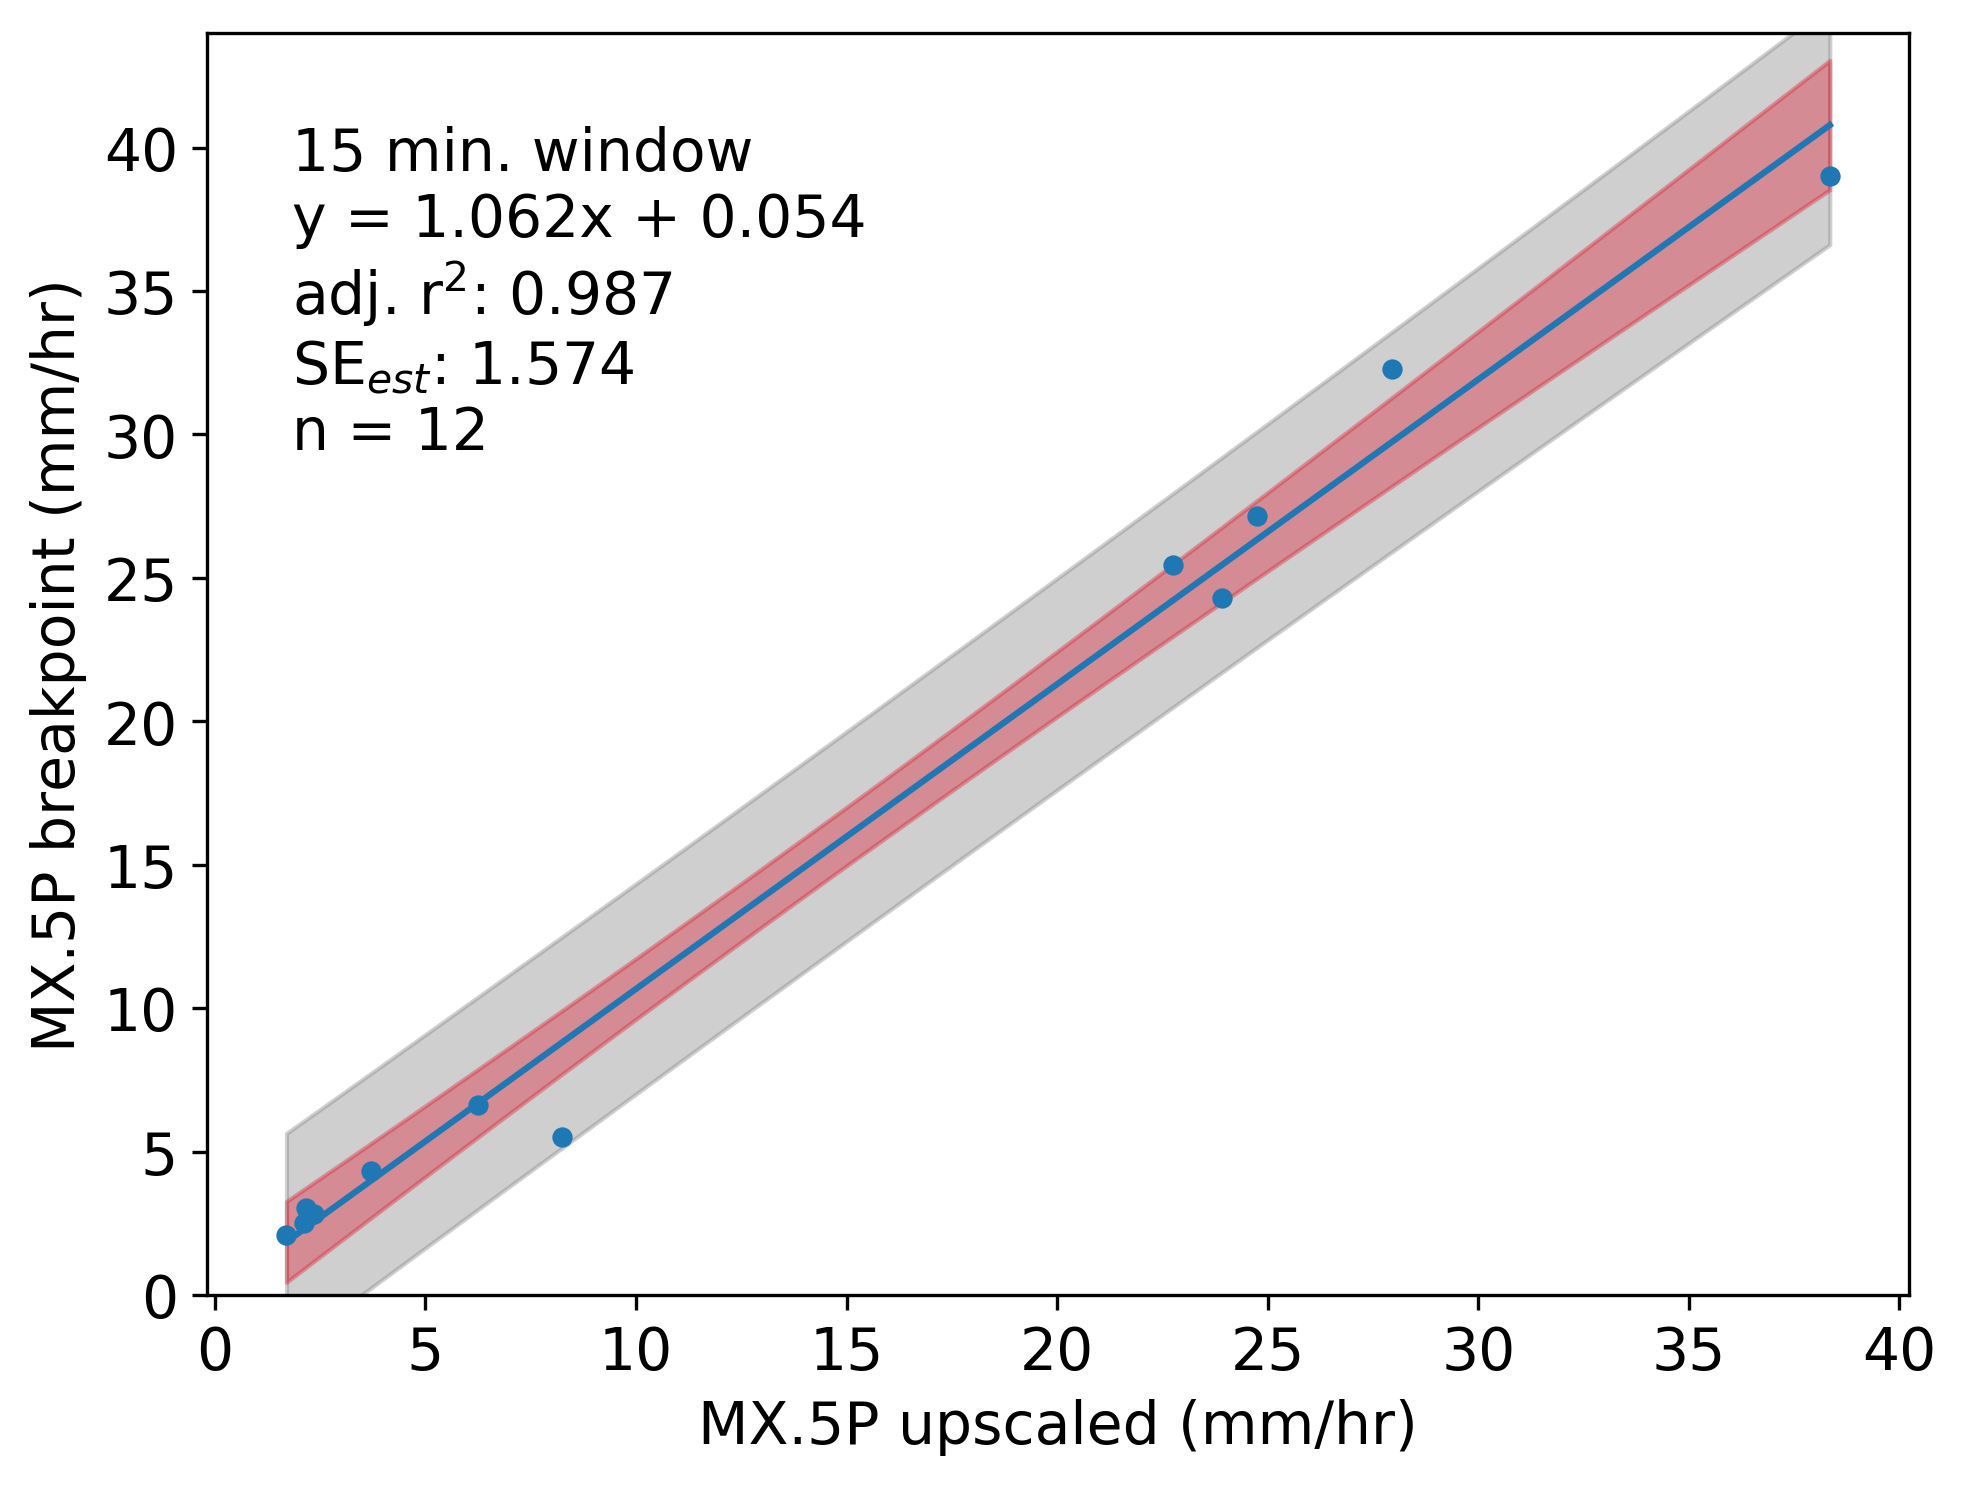 15 min. window
y = 1.062x + 0.054
adj. r²: 0.987
SEest: 1.574
n = 12
MX.5P breakpoint (mm/hr)
40
35
30
25
20
15
10
5
0
0 5 10 15 20 25 30 35 40
MX.5P upscaled (mm/hr)